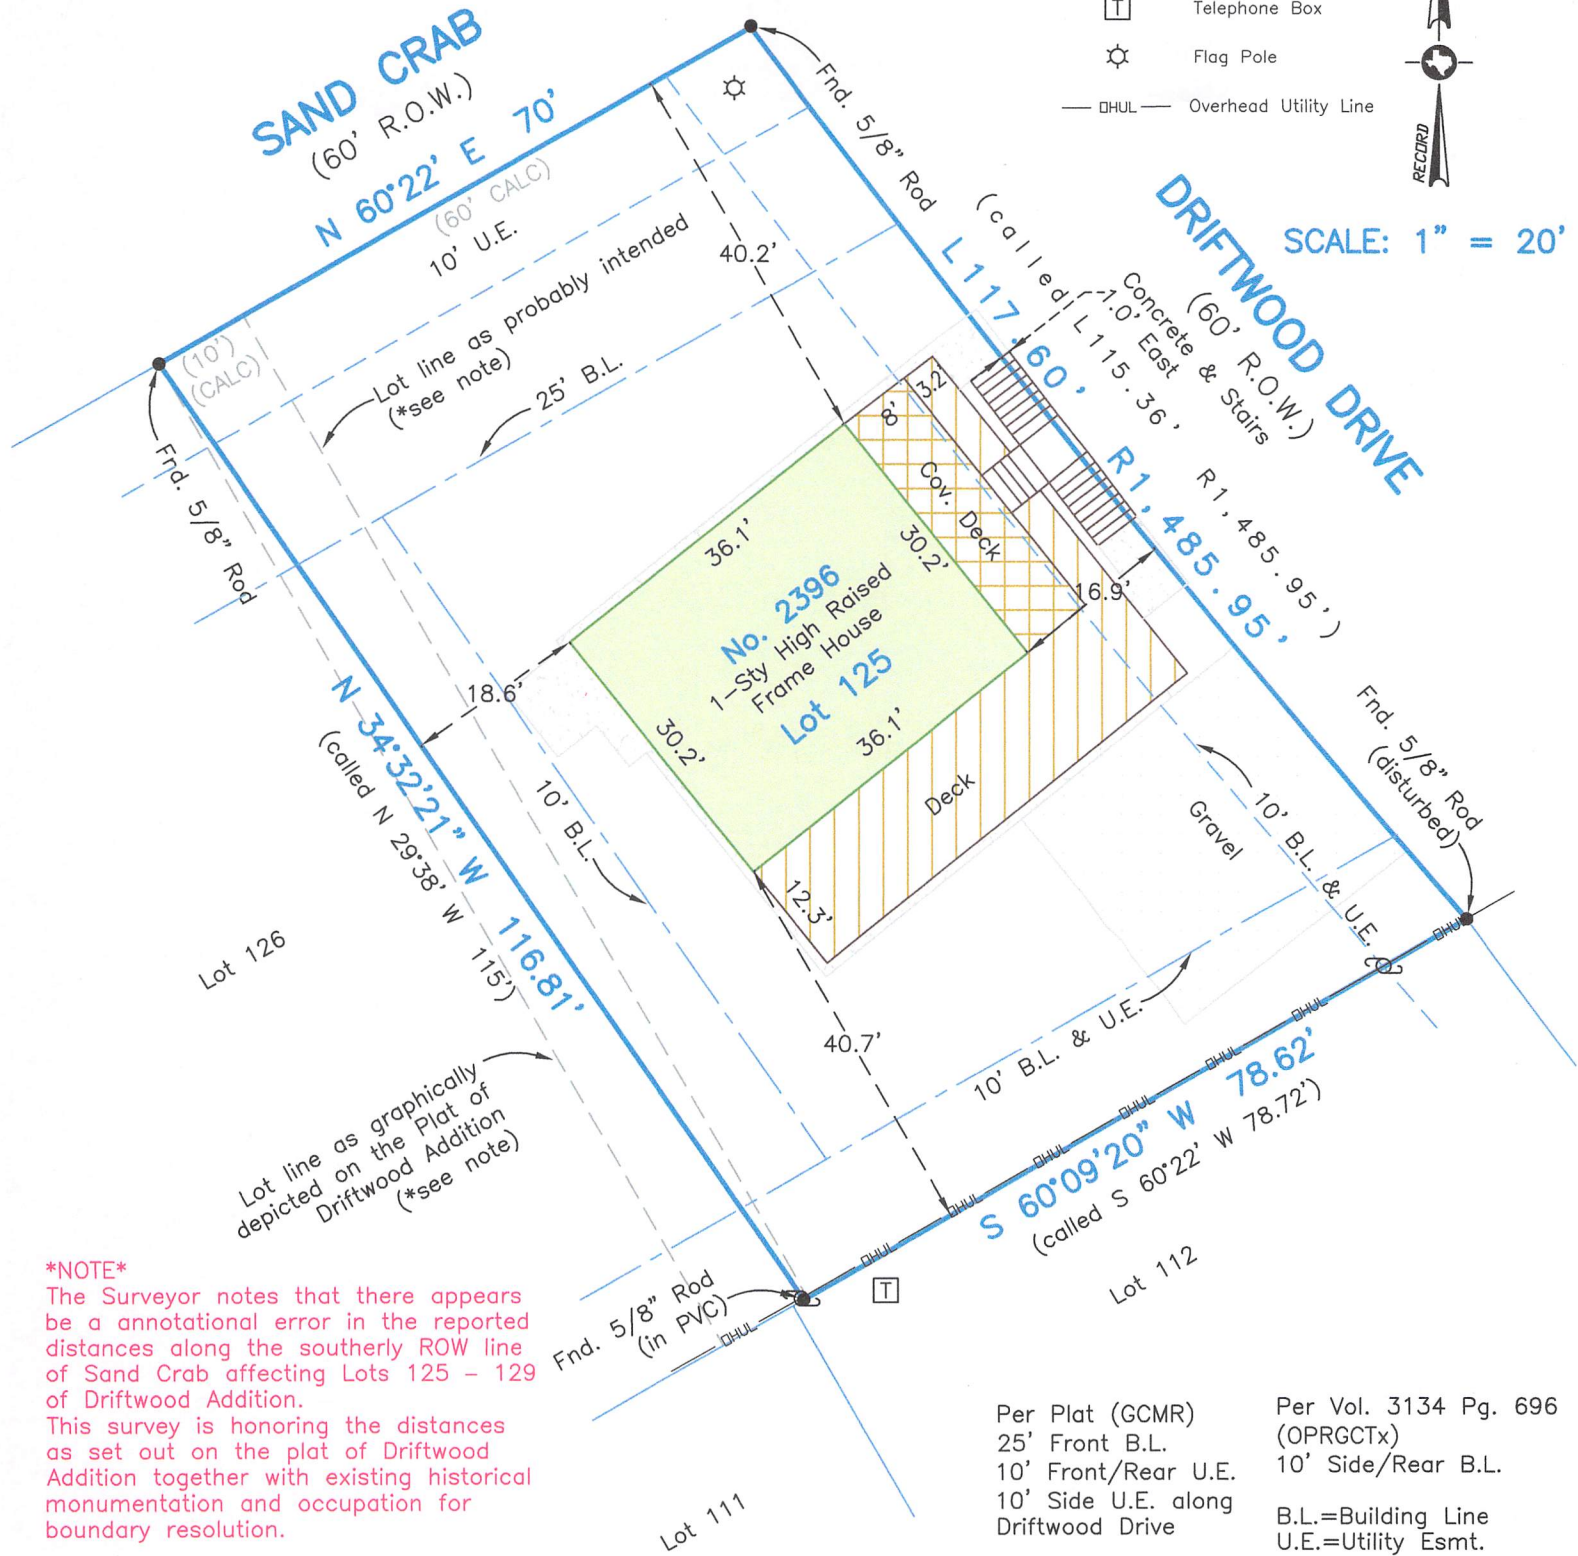 T Telephone Box
Flag Pole
OHUL Overhead Utility Line
RECORD
SCALE: 1" = 20'
SAND CRAB
(60' R.O.W.)
N 60°22' E 70'
(60' CALC)
10' U.E.
(10')
(CALC)
Fnd. 5/8" Rod
Fnd. 5/8" Rod
Lot line as probably intended
(*see note)
25' B.L.
40.2'
DRIFTWOOD DRIVE
(60' R.O.W.)
Concrete & Stairs
1.0' East
L 117.60' R 1,485.95'
(called L 115.36' R 1,485.95')
8'
3.2'
Cov. Deck
36.1'
30.2'
16.9'
No. 2396
1-Sty High Raised
Frame House
Lot 125
18.6'
30.2'
36.1'
Deck
12.3'
N 34°32'21" W 116.81'
(called N 29°38' W 115')
10' B.L.
Gravel
10' B.L. & U.E.
Fnd. 5/8" Rod
(disturbed)
Lot 126
40.7'
10' B.L. & U.E.
OHUL
OHUL
OHUL
OHUL
OHUL
OHUL
OHUL
OHUL
S 60°09'20" W 78.62'
(called S 60°22' W 78.72')
Lot line as graphically
depicted on the Plat of
Driftwood Addition
(*see note)
T
Fnd. 5/8" Rod
(in PVC)
Lot 112
Lot 111
*NOTE*
The Surveyor notes that there appears
be a annotational error in the reported
distances along the southerly ROW line
of Sand Crab affecting Lots 125 – 129
of Driftwood Addition.
This survey is honoring the distances
as set out on the plat of Driftwood
Addition together with existing historical
monumentation and occupation for
boundary resolution.
Per Plat (GCMR)
25' Front B.L.
10' Front/Rear U.E.
10' Side U.E. along
Driftwood Drive
Per Vol. 3134 Pg. 696
(OPRGCTx)
10' Side/Rear B.L.
B.L.=Building Line
U.E.=Utility Esmt.